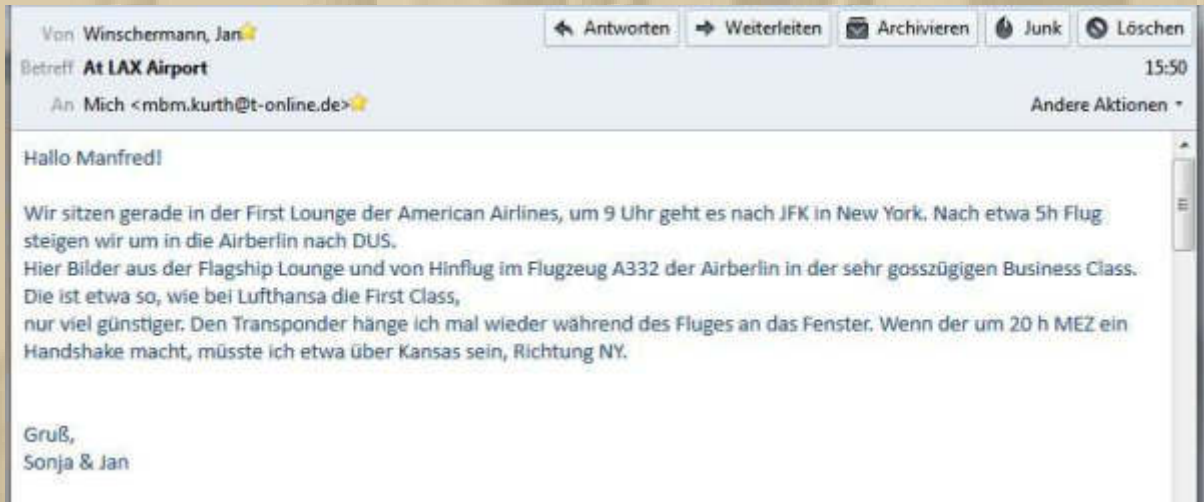 Von Winschermann, Jan
Antworten Weiterleiten Archivieren Junk Löschen
Betreff At LAX Airport 15:50
An Mich <mbm.kurth@t-online.de> Andere Aktionen
Hallo Manfred!
Wir sitzen gerade in der First Lounge der American Airlines, um 9 Uhr geht es nach JFK in New York. Nach etwa 5h Flug
steigen wir um in die Airberlin nach DUS.
Hier Bilder aus der Flagship Lounge und von Hinflug im Flugzeug A332 der Airberlin in der sehr gosszügigen Business Class.
Die ist etwa so, wie bei Lufthansa die First Class,
nur viel günstiger. Den Transponder hänge ich mal wieder während des Fluges an das Fenster. Wenn der um 20 h MEZ ein
Handshake macht, müsste ich etwa über Kansas sein, Richtung NY.
Gruß,
Sonja & Jan